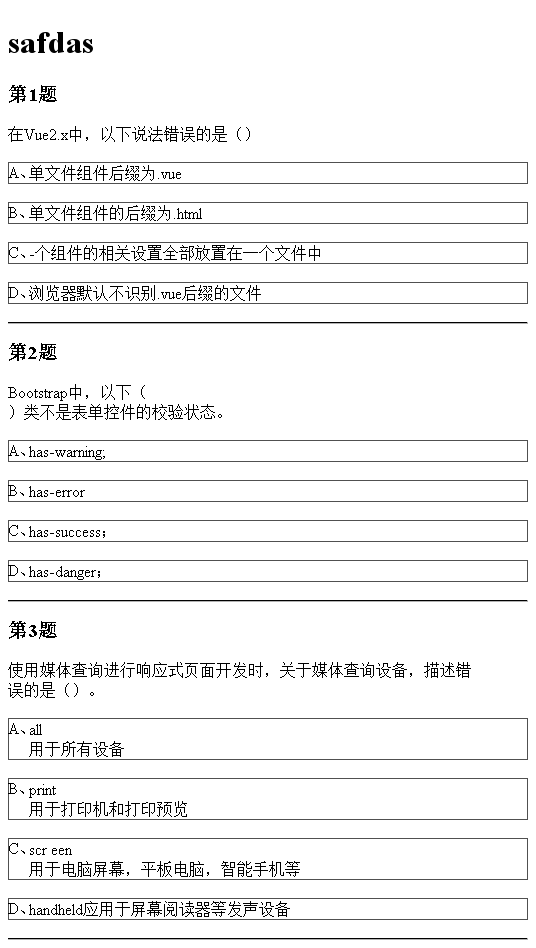 safdas
第1题
在Vue2.x中，以下说法错误的是（）
A、单文件组件后缀为.vue
B、单文件组件的后缀为.html
C、-个组件的相关设置全部放置在一个文件中
D、浏览器默认不识别.vue后缀的文件
第2题
Bootstrap中，以下（
）类不是表单控件的校验状态。
A、has-warning;
B、has-error
C、has-success；
D、has-danger；
第3题
使用媒体查询进行响应式页面开发时，关于媒体查询设备，描述错
误的是（）。
A、all
用于所有设备
B、print
用于打印机和打印预览
C、scr een
用于电脑屏幕，平板电脑，智能手机等
D、handheld应用于屏幕阅读器等发声设备